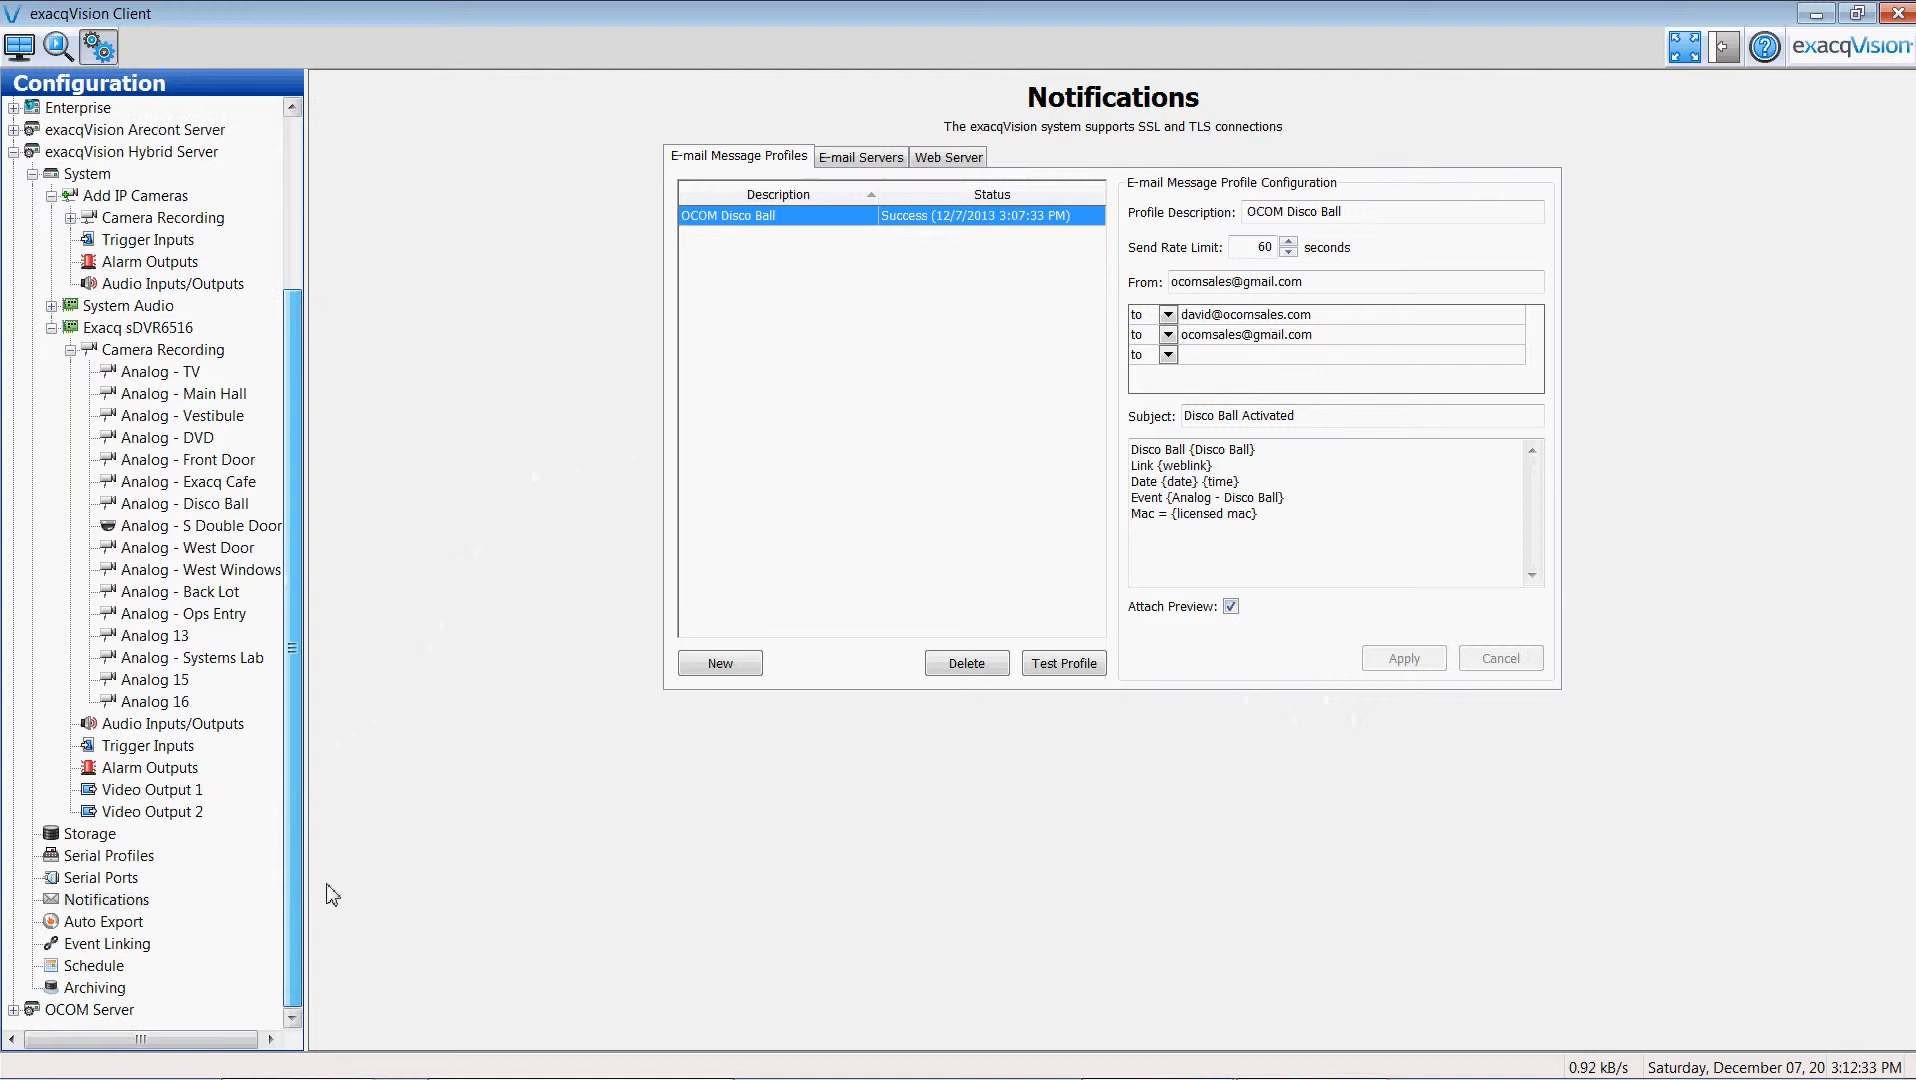 exacqVision Client
exacqVision
Configuration
Enterprise
exacqVision Arecont Server
exacqVision Hybrid Server
System
Add IP Cameras
Camera Recording
Trigger Inputs
Alarm Outputs
Audio Inputs/Outputs
System Audio
Exacq sDVR6516
Camera Recording
Analog - TV
Analog - Main Hall
Analog - Vestibule
Analog - DVD
Analog - Front Door
Analog - Exacq Cafe
Analog - Disco Ball
Analog - S Double Door
Analog - West Door
Analog - West Windows
Analog - Back Lot
Analog - Ops Entry
Analog 13
Analog - Systems Lab
Analog 15
Analog 16
Audio Inputs/Outputs
Trigger Inputs
Alarm Outputs
Video Output 1
Video Output 2
Storage
Serial Profiles
Serial Ports
Notifications
Auto Export
Event Linking
Schedule
Archiving
OCOM Server
Notifications
The exacqVision system supports SSL and TLS connections
E-mail Message Profiles E-mail Servers Web Server
Description Status
OCOM Disco Ball Success (12/7/2013 3:07:33 PM)
New Delete Test Profile
E-mail Message Profile Configuration
Profile Description: OCOM Disco Ball
Send Rate Limit: 60 seconds
From: ocomsales@gmail.com
to david@ocomsales.com
to ocomsales@gmail.com
to
Subject: Disco Ball Activated
Disco Ball {Disco Ball}
Link {weblink}
Date {date} {time}
Event {Analog - Disco Ball}
Mac = {licensed mac}
Attach Preview:
Apply Cancel
0.92 kB/s Saturday, December 07, 20 3:12:33 PM